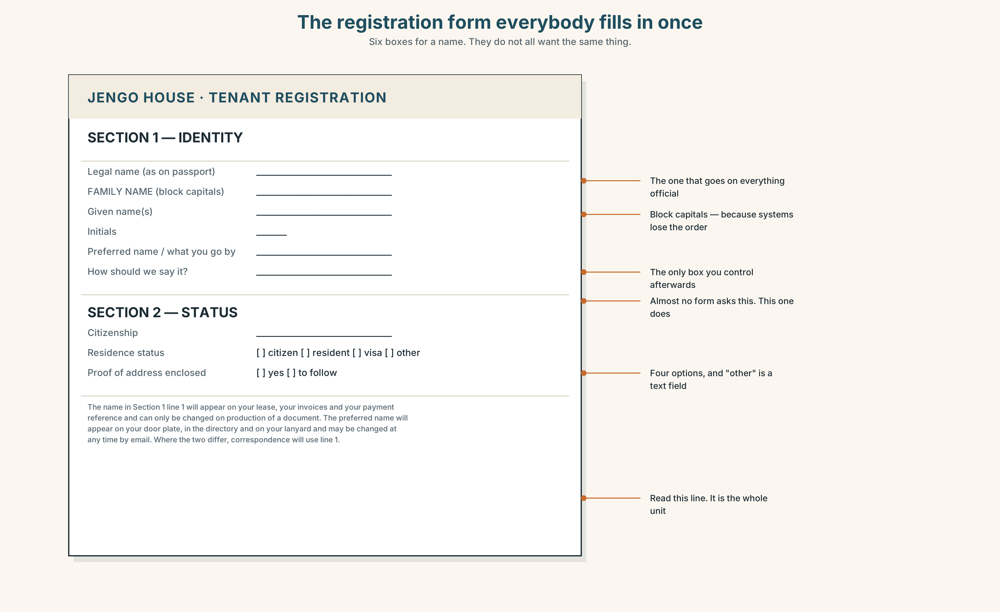 The registration form everybody fills in once
Six boxes for a name. They do not all want the same thing.
JENGO HOUSE · TENANT REGISTRATION
SECTION 1 — IDENTITY
Legal name (as on passport) ____________________________
FAMILY NAME (block capitals) ____________________________
Given name(s) ____________________________
Initials ______
Preferred name / what you go by ____________________________
How should we say it? ____________________________
SECTION 2 — STATUS
Citizenship ____________________________
Residence status [ ] citizen [ ] resident [ ] visa [ ] other
Proof of address enclosed [ ] yes [ ] to follow
The name in Section 1 line 1 will appear on your lease, your invoices and your payment
reference and can only be changed on production of a document. The preferred name will
appear on your door plate, in the directory and on your lanyard and may be changed at
any time by email. Where the two differ, correspondence will use line 1.
The one that goes on everything
official
Block capitals — because systems
lose the order
The only box you control
afterwards
Almost no form asks this. This one
does
Four options, and "other" is a
text field
Read this line. It is the whole
unit